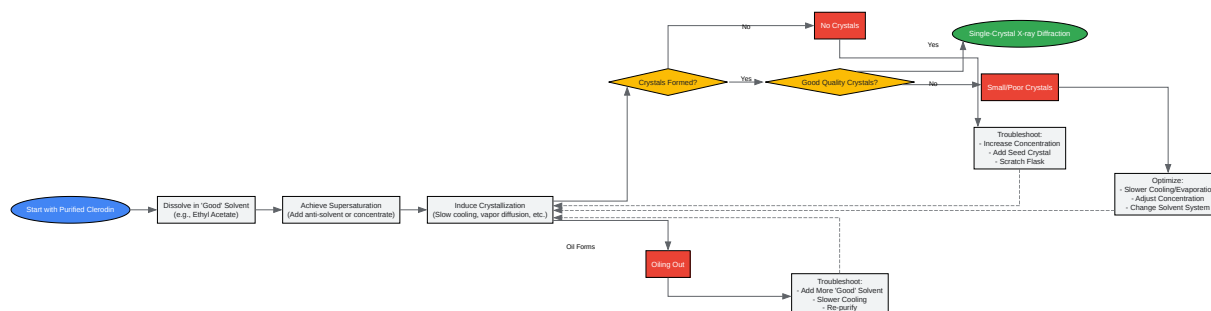 Start with Purified Clerodin
Dissolve in 'Good' Solvent
(e.g., Ethyl Acetate)
Achieve Supersaturation
(Add anti-solvent or concentrate)
Induce Crystallization
(Slow cooling, vapor diffusion, etc.)
Crystals Formed?
No
No Crystals
Yes
Good Quality Crystals?
Yes
Single-Crystal X-ray Diffraction
No
Small/Poor Crystals
Troubleshoot:
- Increase Concentration
- Add Seed Crystal
- Scratch Flask
Optimize:
- Slower Cooling/Evaporatio
- Adjust Concentration
- Change Solvent System
Oil Forms
Oiling Out
Troubleshoot:
- Add More 'Good' Solvent
- Slower Cooling
- Re-purify